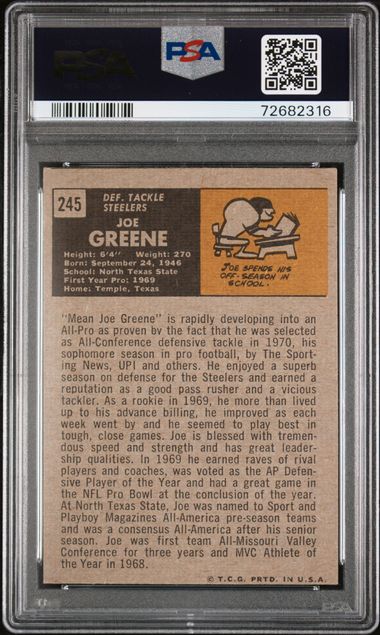 PSA
PSA
72682316
245
DEF. TACKLE
STEELERS
JOE
GREENE
Height: 6'4" Weight: 270
Born: September 24, 1946
School: North Texas State
First Year Pro: 1969
Home: Temple, Texas
JOE SPENDS HIS
OFF-SEASON IN
SCHOOL.
"Mean Joe Greene" is rapidly developing into an
All-Pro as proven by the fact that he was selected
as All-Conference defensive tackle in 1970, his
sophomore season in pro football, by The Sport-
ing News, UPI and others. He enjoyed a superb
season on defense for the Steelers and earned a
reputation as a good pass rusher and a vicious
tackler. As a rookie in 1969, he more than lived
up to his advance billing, he improved as each
week went by and he seemed to play best in
tough, close games. Joe is blessed with tremen-
dous speed and strength and has great leader-
ship qualities. In 1969 he earned raves of rival
players and coaches, was voted as the AP Defen-
sive Player of the Year and had a great game in
the NFL Pro Bowl at the conclusion of the year.
At North Texas State, Joe was named to Sport and
Playboy Magazines All-America pre-season teams
and was a consensus All-America after his senior
season. Joe was first team All-Missouri Valley
Conference for three years and MVC Athlete of
the Year in 1968.
© T.C.G. PRTD. IN U.S.A.